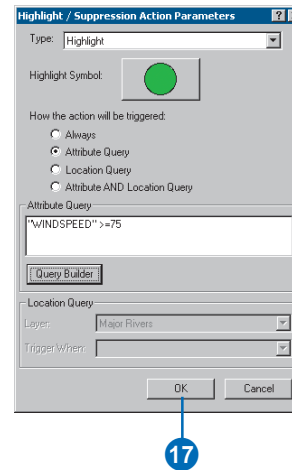 Highlight / Suppression Action Parameters
Type: Highlight
Highlight Symbol:
How the action will be triggered:
Always
Attribute Query
Location Query
Attribute AND Location Query
Attribute Query
"WINDSPEED" >=75
Query Builder
Location Query
Layer: Major Rivers
Trigger When:
OK Cancel
17